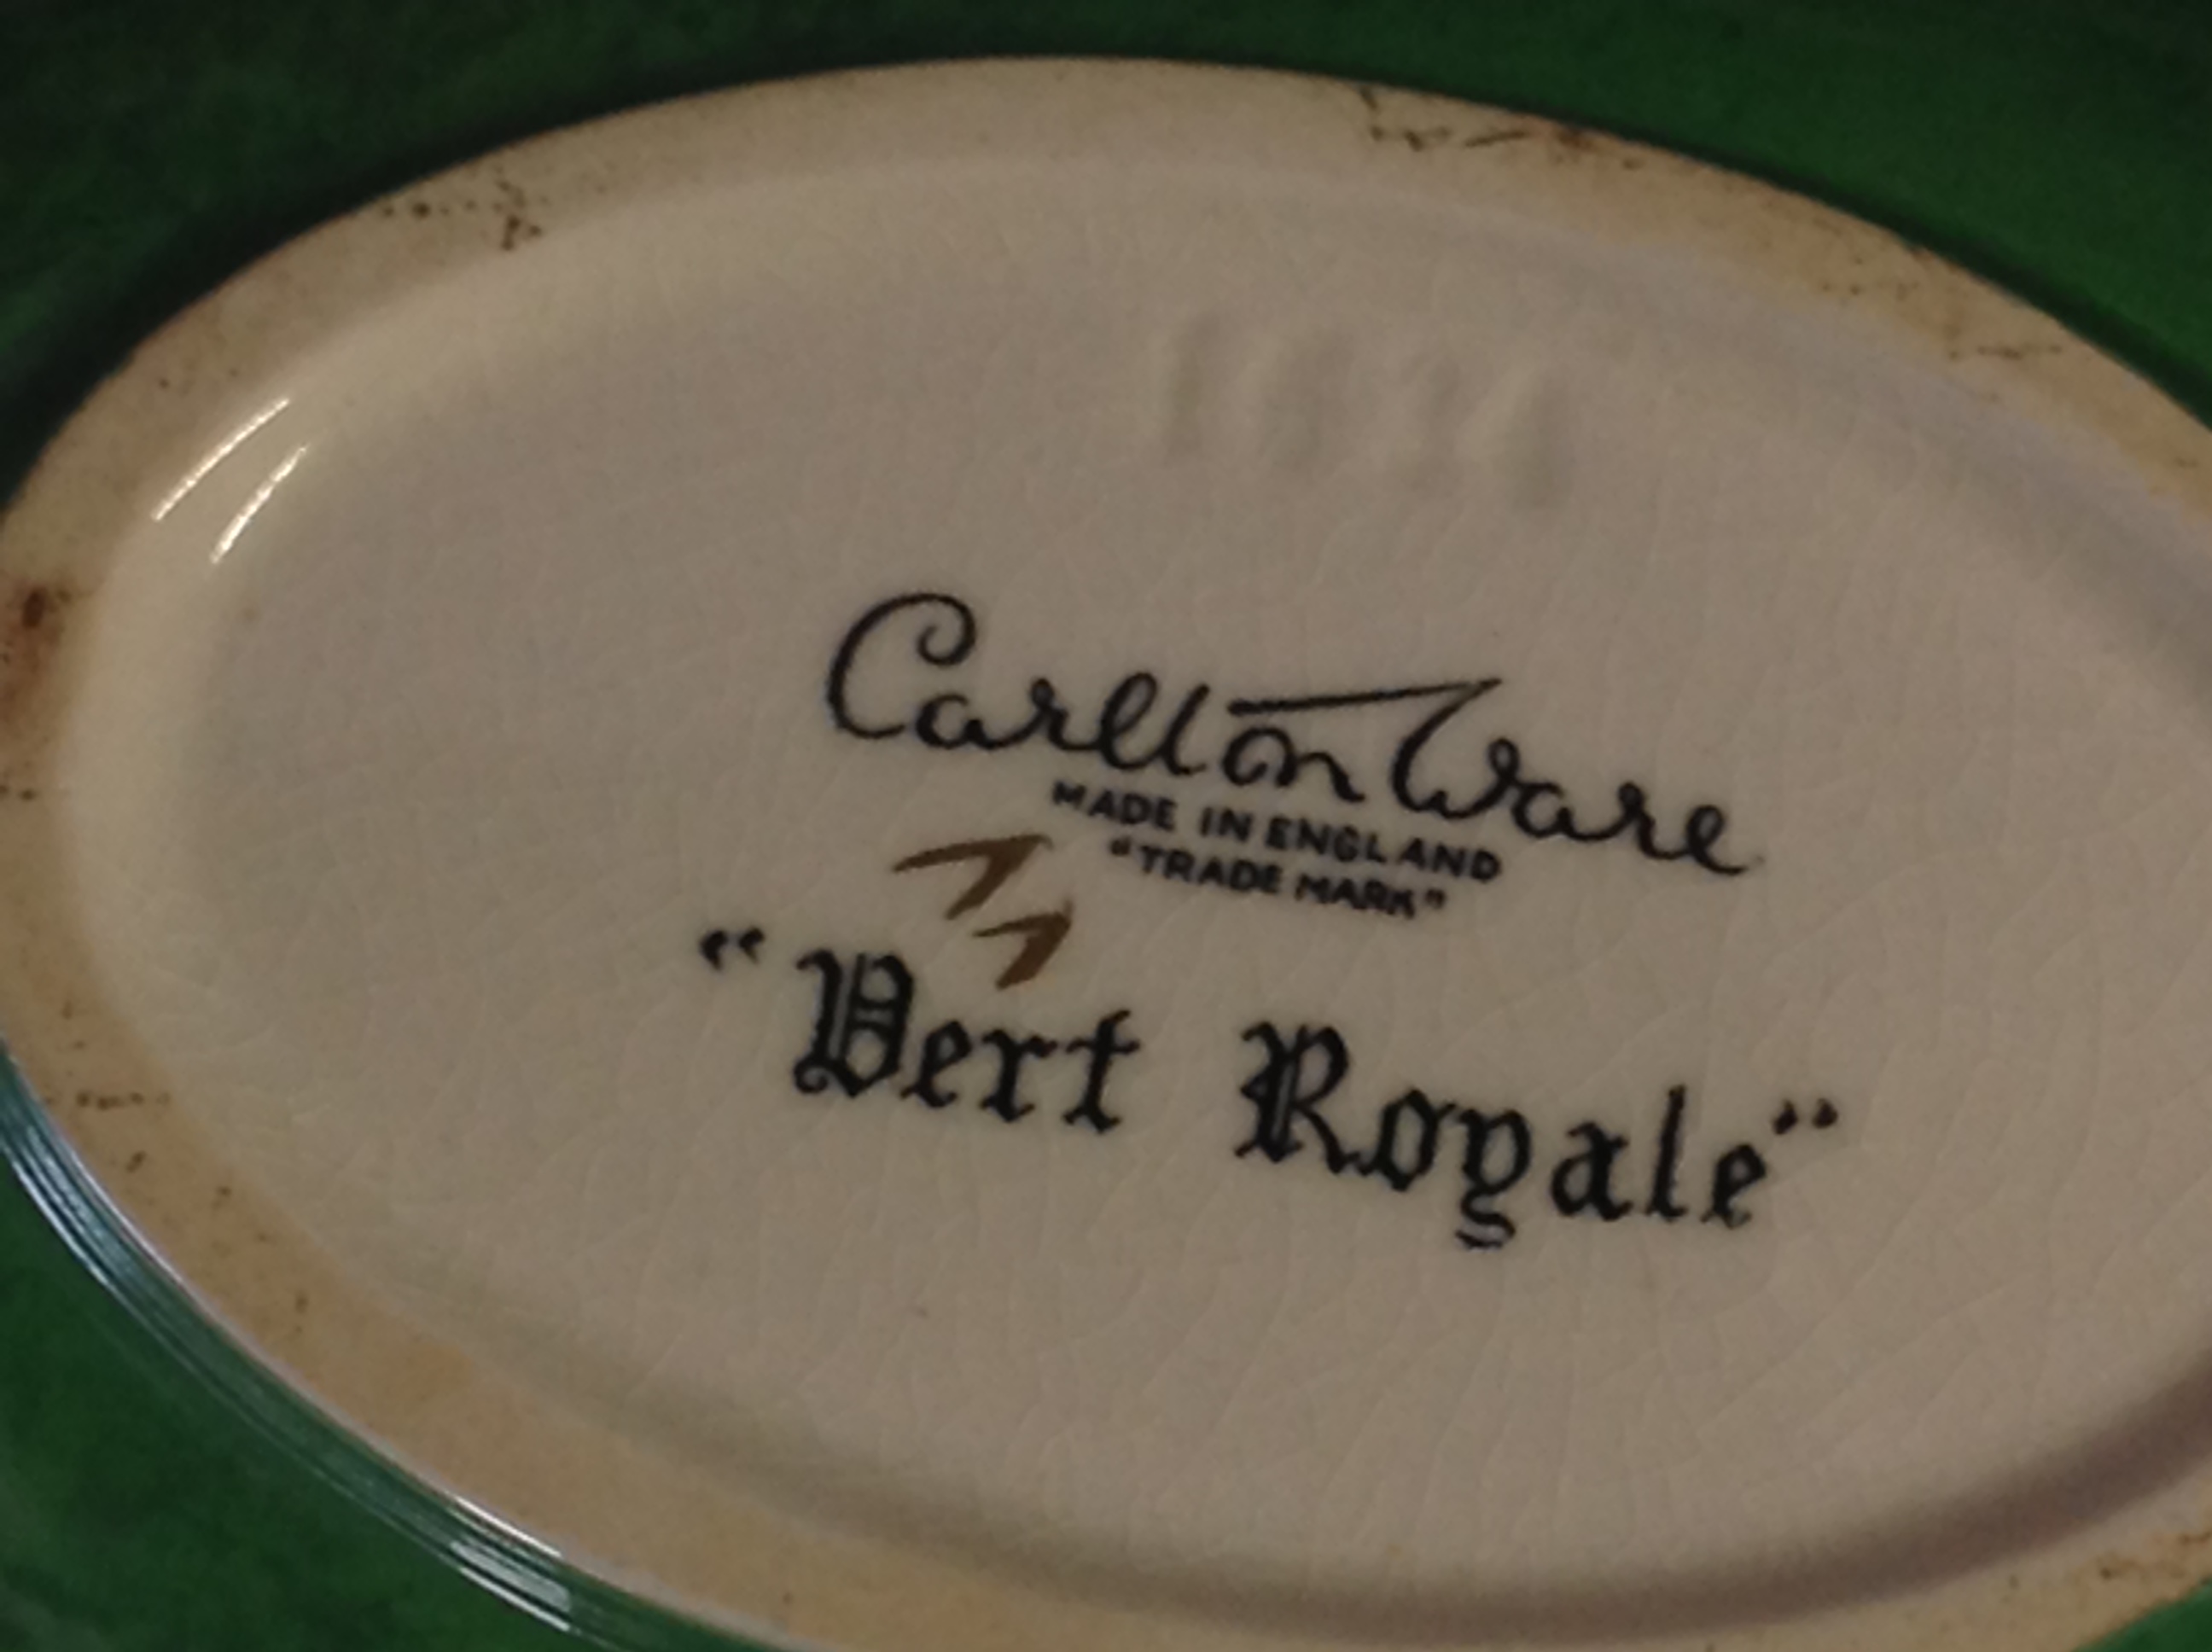 Carlton Ware
MADE IN ENGLAND
"TRADE MARK"
"Vert Royale"